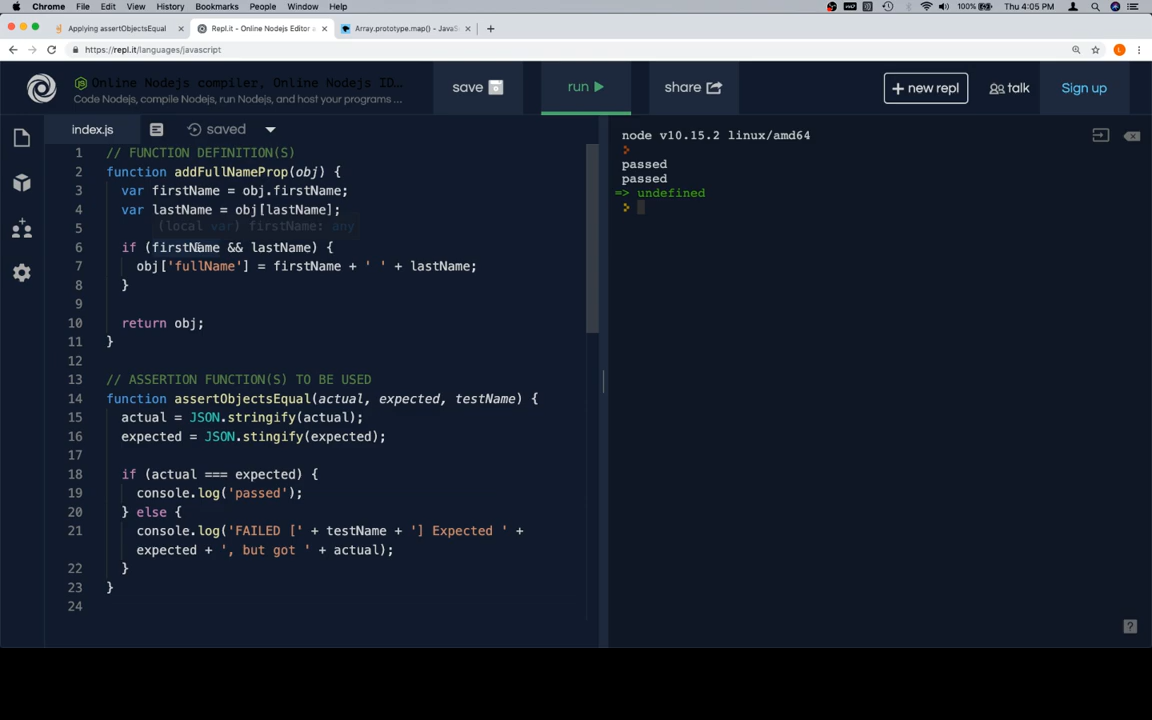 Chrome File Edit View History Bookmarks People Window Help 100% Thu 4:05 PM
Applying assertObjectsEqual × Repl.it - Online Nodejs Editor a × Array.prototype.map() - JavaS × +
https://repl.it/languages/javascript L
Online Nodejs compiler, Online Nodejs ID...
Code Nodejs, compile Nodejs, run Nodejs, and host your programs ...
save run share + new repl talk Sign up
index.js saved
1 // FUNCTION DEFINITION(S)
2 function addFullNameProp(obj) {
3 var firstName = obj.firstName;
4 var lastName = obj[lastName];
(local var) firstName: any
5
6 if (firstName && lastName) {
7 obj['fullName'] = firstName + ' ' + lastName;
8 }
9
10 return obj;
11 }
12
13 // ASSERTION FUNCTION(S) TO BE USED
14 function assertObjectsEqual(actual, expected, testName) {
15 actual = JSON.stringify(actual);
16 expected = JSON.stingify(expected);
17
18 if (actual === expected) {
19 console.log('passed');
20 } else {
21 console.log('FAILED [' + testName + '] Expected ' +
expected + ', but got ' + actual);
22 }
23 }
24
node v10.15.2 linux/amd64
passed
passed
=> undefined
?